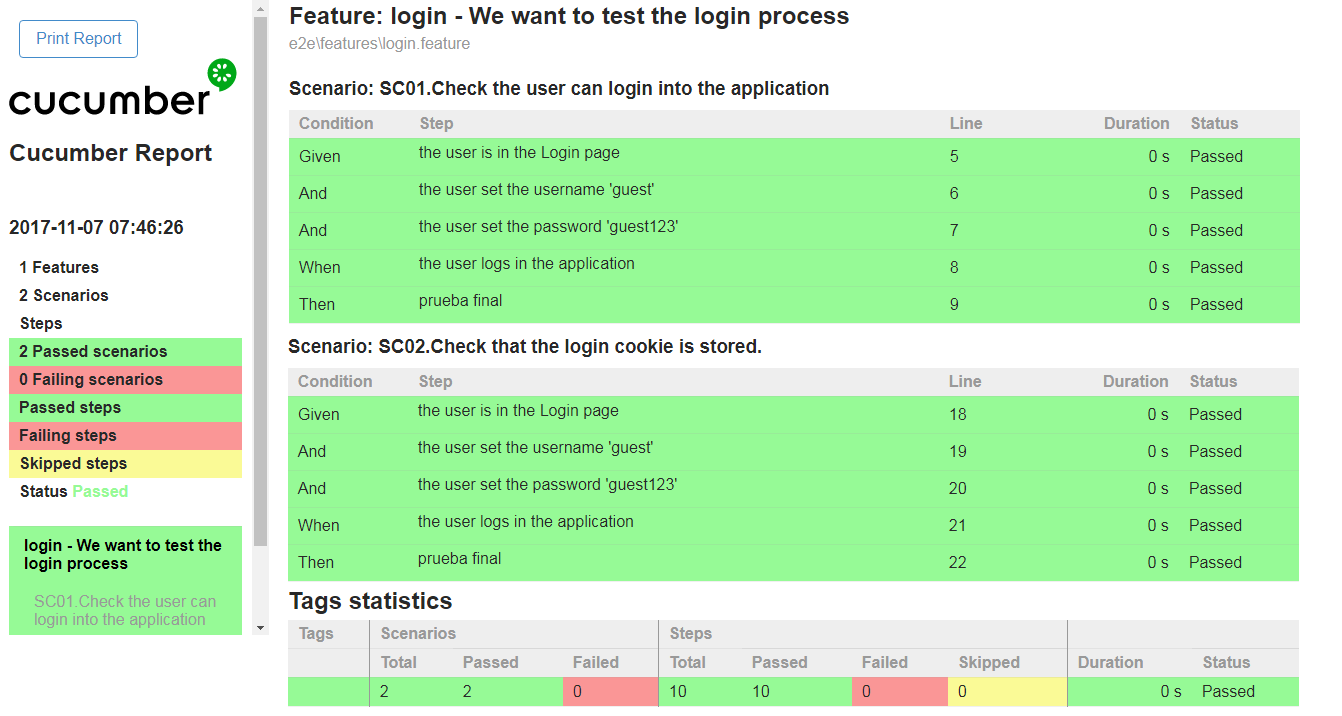 Print Report
cucumber
Cucumber Report
2017-11-07 07:46:26
1 Features
2 Scenarios
Steps
2 Passed scenarios
0 Failing scenarios
Passed steps
Failing steps
Skipped steps
Status Passed
login - We want to test the
login process
SC01.Check the user can
login into the application
Feature: login - We want to test the login process
e2e\features\login.feature
Scenario: SC01.Check the user can login into the application
Condition Step Line Duration Status
Given the user is in the Login page 5 0 s Passed
And the user set the username 'guest' 6 0 s Passed
And the user set the password 'guest123' 7 0 s Passed
When the user logs in the application 8 0 s Passed
Then prueba final 9 0 s Passed
Scenario: SC02.Check that the login cookie is stored.
Condition Step Line Duration Status
Given the user is in the Login page 18 0 s Passed
And the user set the username 'guest' 19 0 s Passed
And the user set the password 'guest123' 20 0 s Passed
When the user logs in the application 21 0 s Passed
Then prueba final 22 0 s Passed
Tags statistics
Tags Scenarios Steps
Total Passed Failed Total Passed Failed Skipped Duration Status
2 2 0 10 10 0 0 0 s Passed